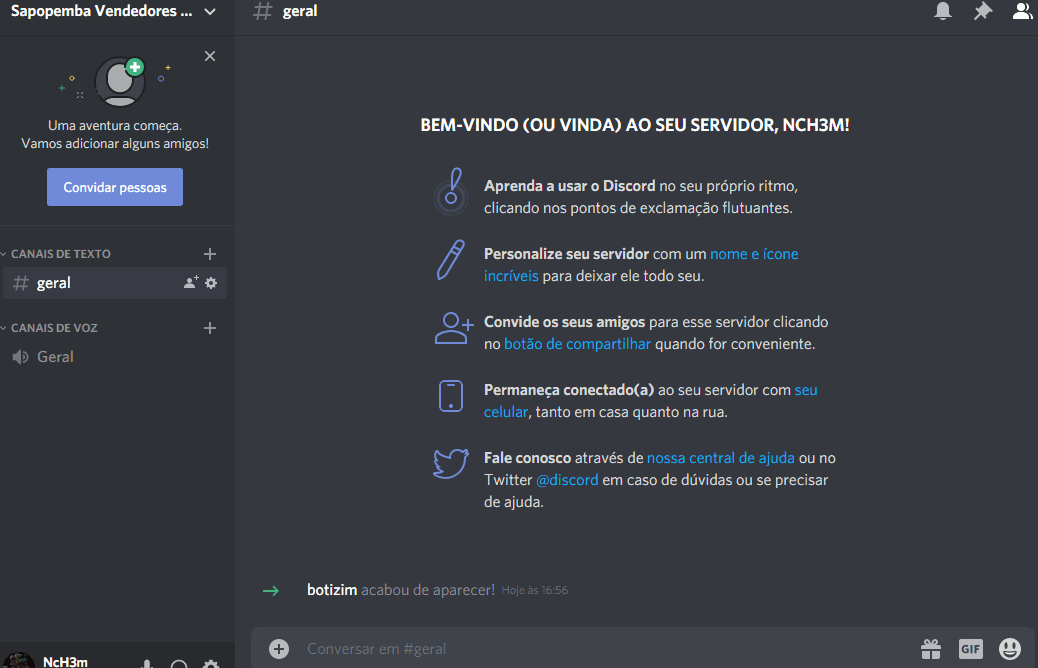 Sapopemba Vendedores ...
# geral
Uma aventura começa.
Vamos adicionar alguns amigos!
Convidar pessoas
CANAIS DE TEXTO
# geral
CANAIS DE VOZ
Geral
NcH3m
BEM-VINDO (OU VINDA) AO SEU SERVIDOR, NCH3M!
Aprenda a usar o Discord no seu próprio ritmo,
clicando nos pontos de exclamação flutuantes.
Personalize seu servidor com um nome e ícone
incríveis para deixar ele todo seu.
Convide os seus amigos para esse servidor clicando
no botão de compartilhar quando for conveniente.
Permaneça conectado(a) ao seu servidor com seu
celular, tanto em casa quanto na rua.
Fale conosco através de nossa central de ajuda ou no
Twitter @discord em caso de dúvidas ou se precisar
de ajuda.
botizim acabou de aparecer! Hoje às 16:56
Conversar em #geral
GIF